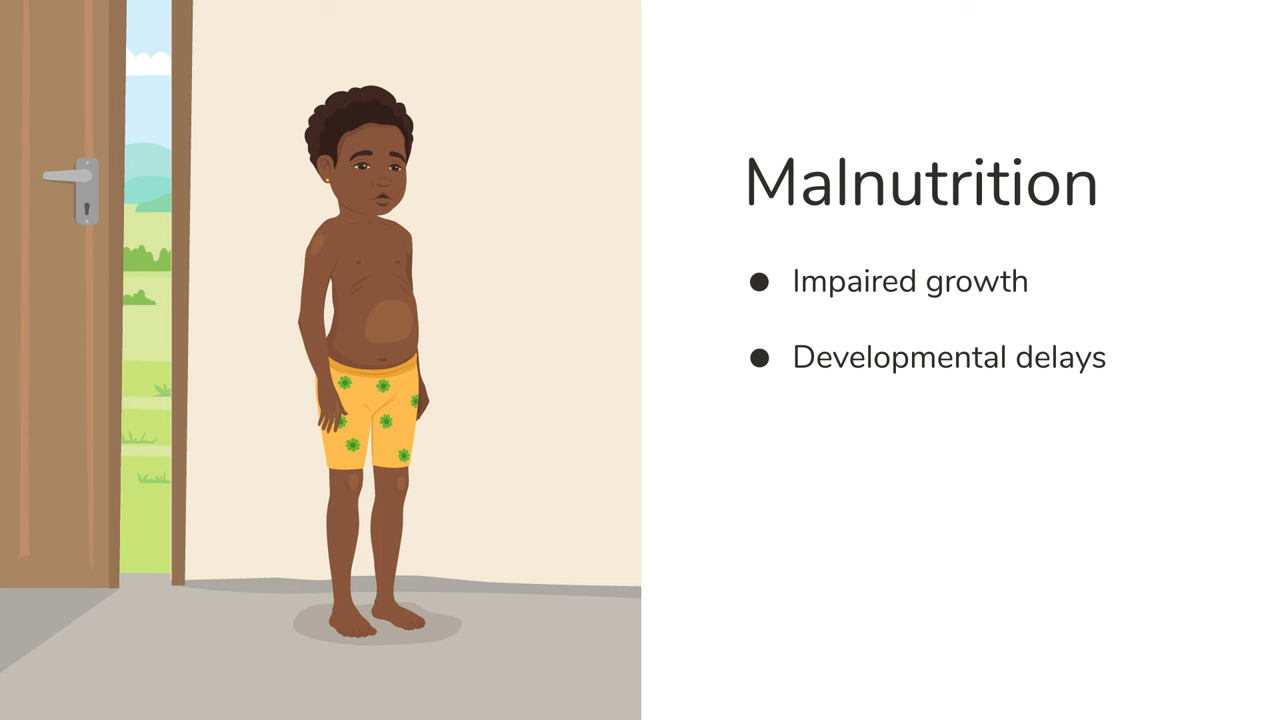 Malnutrition
● Impaired growth
● Developmental delays